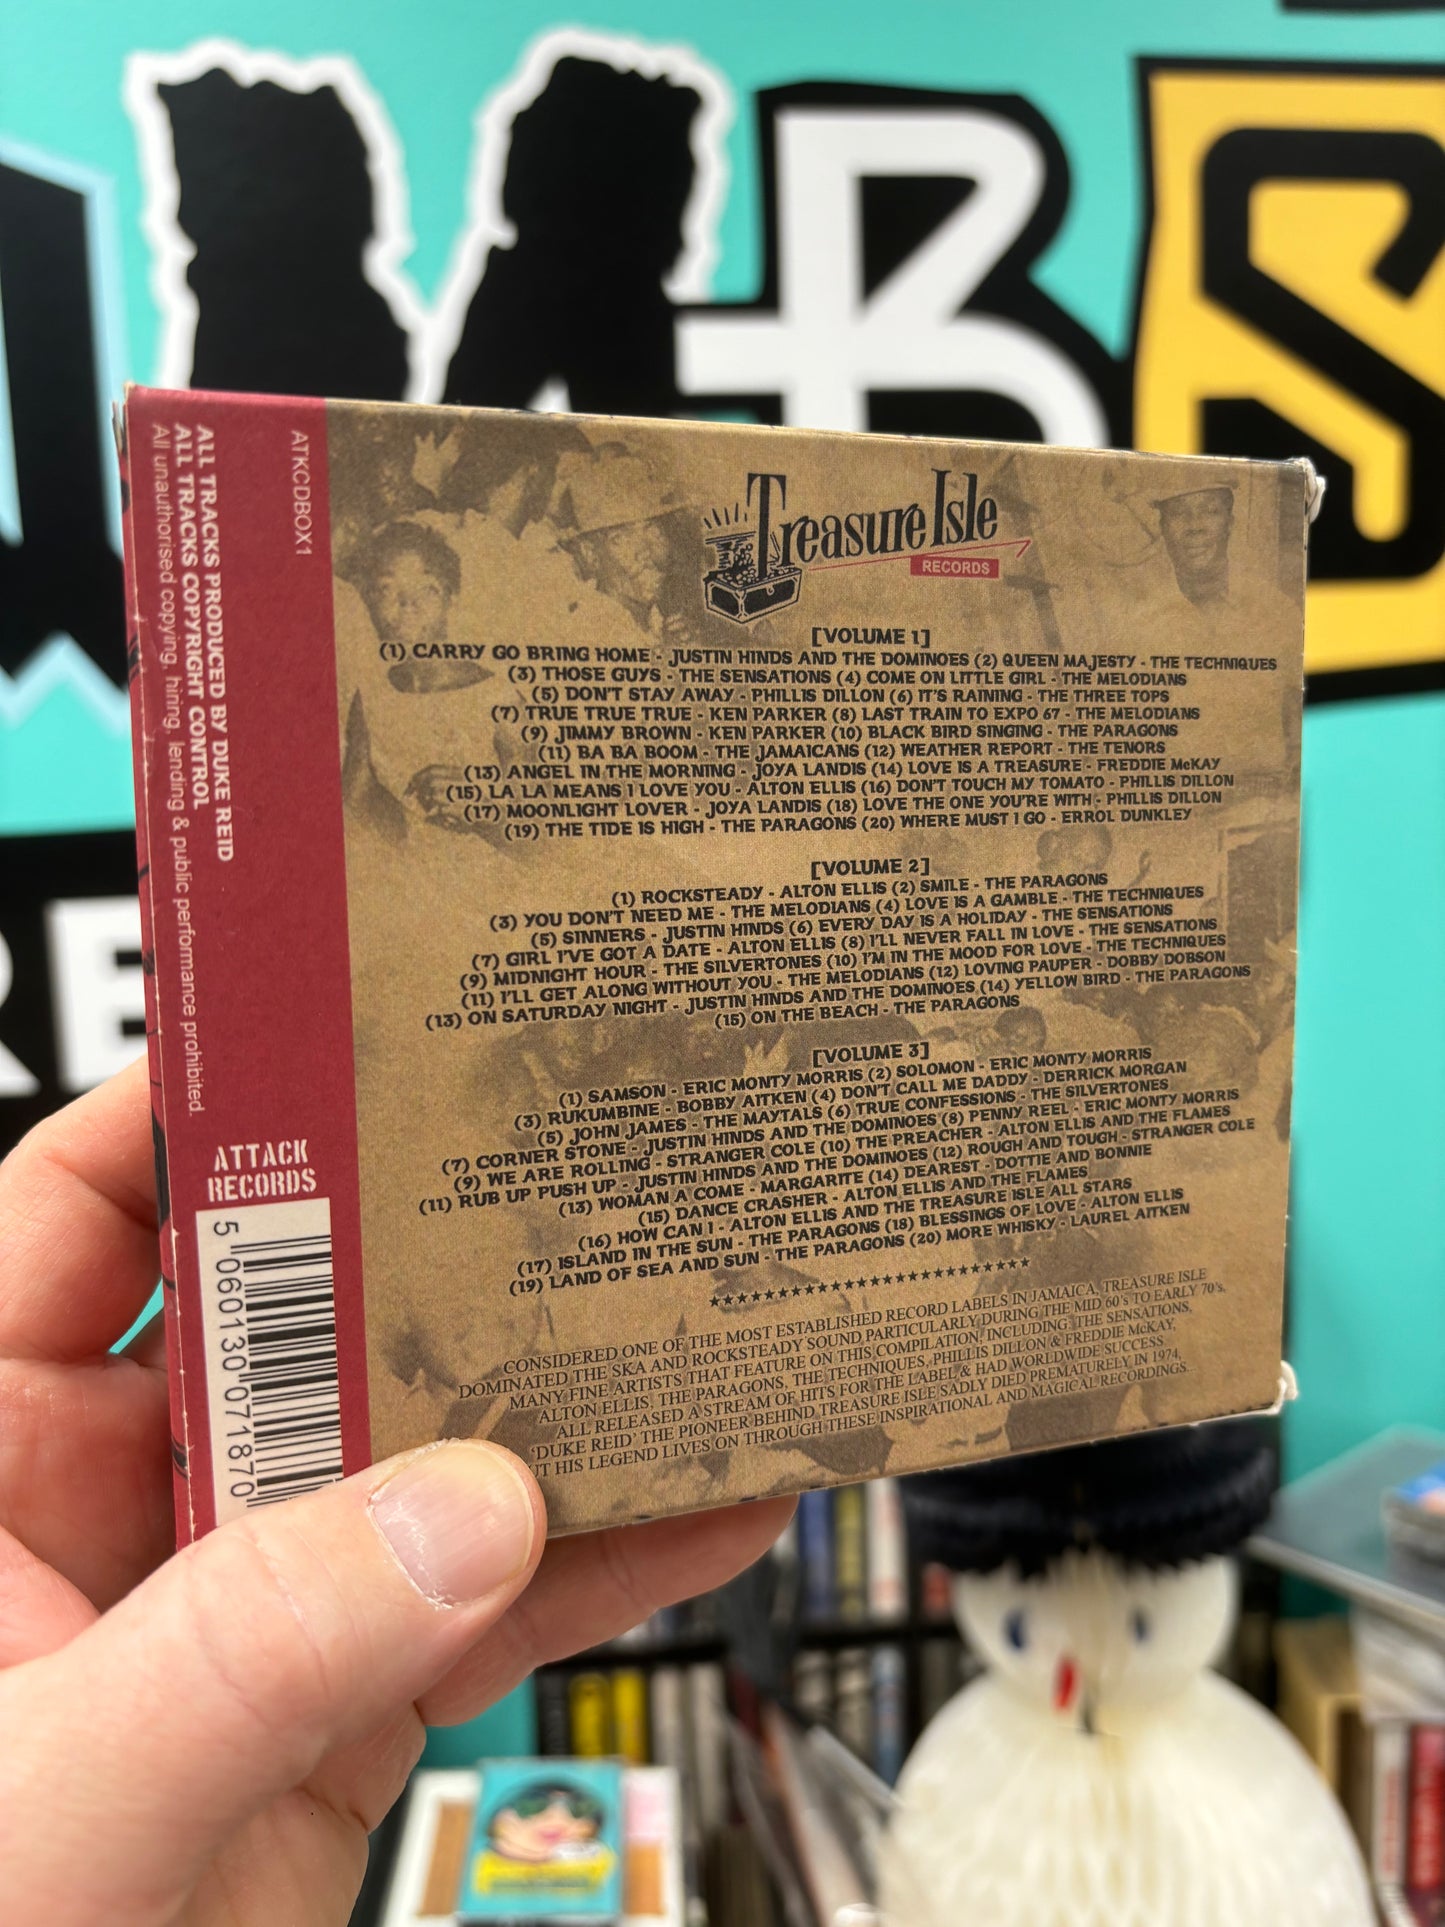 ATKCDBOX1
ALL TRACKS PRODUCED BY DUKE REID
ALL TRACKS COPYRIGHT CONTROL
All unauthorised copying, hiring, lending & public performance prohibited.
ATTACK
RECORDS
5 060130 071870
Treasure Isle
RECORDS
[VOLUME 1]
(1) CARRY GO BRING HOME - JUSTIN HINDS AND THE DOMINOES (2) QUEEN MAJESTY - THE TECHNIQUES
(3) THOSE GUYS - THE SENSATIONS (4) COME ON LITTLE GIRL - THE MELODIANS
(5) DON'T STAY AWAY - PHILLIS DILLON (6) IT'S RAINING - THE THREE TOPS
(7) TRUE TRUE TRUE - KEN PARKER (8) LAST TRAIN TO EXPO 67 - THE MELODIANS
(9) JIMMY BROWN - KEN PARKER (10) BLACK BIRD SINGING - THE PARAGONS
(11) BA BA BOOM - THE JAMAICANS (12) WEATHER REPORT - THE TENORS
(13) ANGEL IN THE MORNING - JOYA LANDIS (14) LOVE IS A TREASURE - FREDDIE McKAY
(15) LA LA MEANS I LOVE YOU - ALTON ELLIS (16) DON'T TOUCH MY TOMATO - PHILLIS DILLON
(17) MOONLIGHT LOVER - JOYA LANDIS (18) LOVE THE ONE YOU'RE WITH - PHILLIS DILLON
(19) THE TIDE IS HIGH - THE PARAGONS (20) WHERE MUST I GO - ERROL DUNKLEY
[VOLUME 2]
(1) ROCKSTEADY - ALTON ELLIS (2) SMILE - THE PARAGONS
(3) YOU DON'T NEED ME - THE MELODIANS (4) LOVE IS A GAMBLE - THE TECHNIQUES
(5) SINNERS - JUSTIN HINDS (6) EVERY DAY IS A HOLIDAY - THE SENSATIONS
(7) GIRL I'VE GOT A DATE - ALTON ELLIS (8) I'LL NEVER FALL IN LOVE - THE SENSATIONS
(9) MIDNIGHT HOUR - THE SILVERTONES (10) I'M IN THE MOOD FOR LOVE - THE TECHNIQUES
(11) I'LL GET ALONG WITHOUT YOU - THE MELODIANS (12) LOVING PAUPER - DOBBY DOBSON
(13) ON SATURDAY NIGHT - JUSTIN HINDS AND THE DOMINOES (14) YELLOW BIRD - THE PARAGONS
(15) ON THE BEACH - THE PARAGONS
[VOLUME 3]
(1) SAMSON - ERIC MONTY MORRIS (2) SOLOMON - ERIC MONTY MORRIS
(3) RUKUMBINE - BOBBY AITKEN (4) DON'T CALL ME DADDY - DERRICK MORGAN
(5) JOHN JAMES - THE MAYTALS (6) TRUE CONFESSIONS - THE SILVERTONES
(7) CORNER STONE - JUSTIN HINDS AND THE DOMINOES (8) PENNY REEL - ERIC MONTY MORRIS
(9) WE ARE ROLLING - STRANGER COLE (10) THE PREACHER - ALTON ELLIS AND THE FLAMES
(11) RUB UP PUSH UP - JUSTIN HINDS AND THE DOMINOES (12) ROUGH AND TOUGH - STRANGER COLE
(13) WOMAN A COME - MARGARITE (14) DEAREST - DOTTIE AND BONNIE
(15) DANCE CRASHER - ALTON ELLIS AND THE FLAMES
(16) HOW CAN I - ALTON ELLIS AND THE TREASURE ISLE ALL STARS
(17) ISLAND IN THE SUN - THE PARAGONS (18) BLESSINGS OF LOVE - ALTON ELLIS
(19) LAND OF SEA AND SUN - THE PARAGONS (20) MORE WHISKY - LAUREL AITKEN
CONSIDERED ONE OF THE MOST ESTABLISHED RECORD LABELS IN JAMAICA, TREASURE ISLE
DOMINATED THE SKA AND ROCKSTEADY SOUND PARTICULARLY DURING THE MID 60's TO EARLY 70's.
MANY FINE ARTISTS THAT FEATURE ON THIS COMPILATION, INCLUDING THE SENSATIONS,
ALTON ELLIS, THE PARAGONS, THE TECHNIQUES, PHILLIS DILLON & FREDDIE McKAY,
ALL RELEASED A STREAM OF HITS FOR THE LABEL & HAD WORLDWIDE SUCCESS
'DUKE REID' THE PIONEER BEHIND TREASURE ISLE SADLY DIED PREMATURELY IN 1974,
UT HIS LEGEND LIVES ON THROUGH THESE INSPIRATIONAL AND MAGICAL RECORDINGS...